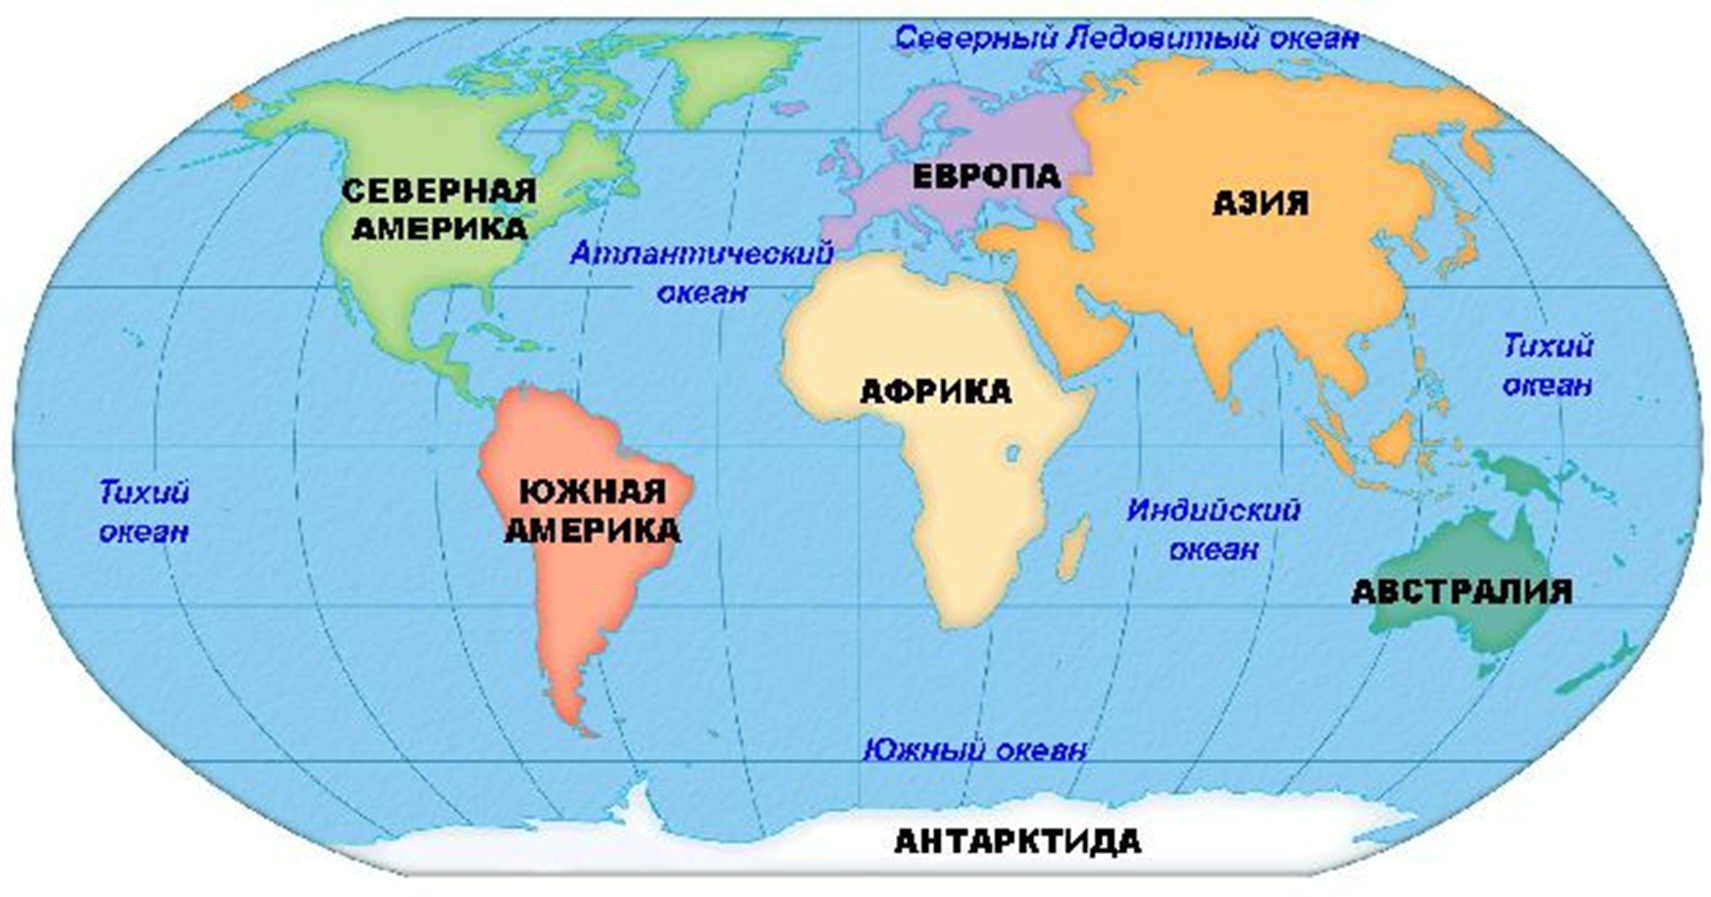 Северный Ледовитый океан
ЕВРОПА
СЕВЕРНАЯ
АМЕРИКА
АЗИЯ
Атлантический
океан
Тихий
океан
АФРИКА
Тихий
океан
ЮЖНАЯ
АМЕРИКА
Индийский
океан
АВСТРАЛИЯ
Южный океан
АНТАРКТИДА